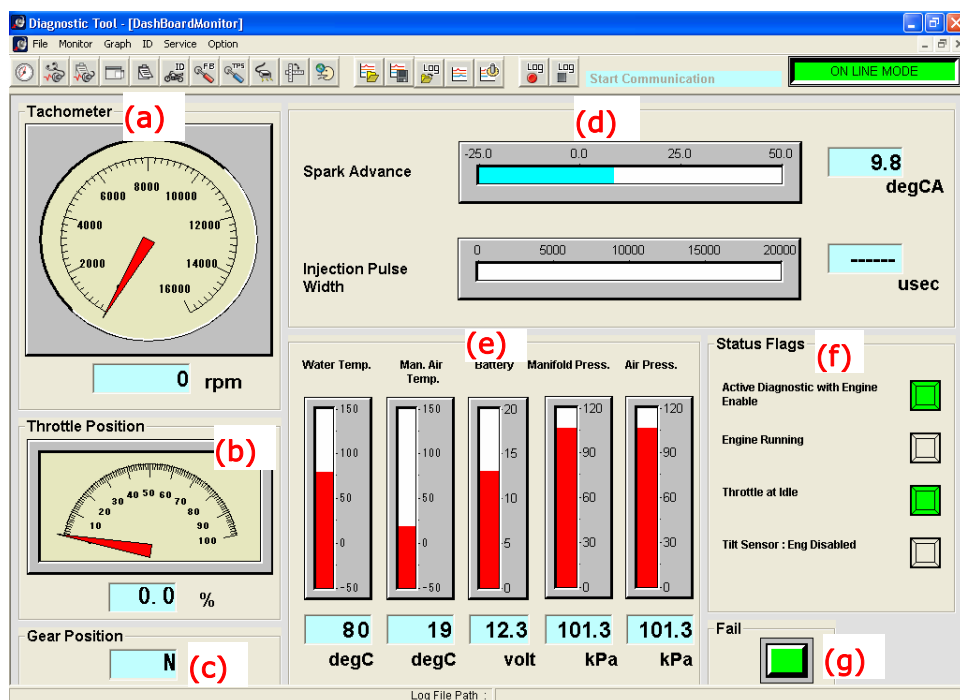 Diagnostic Tool - [DashBoardMonitor]
File Monitor Graph ID Service Option
ID FB TPS LOG LOG LOG
Start Communication
ON LINE MODE
Tachometer
(a)
2000 4000 6000 8000 10000 12000 14000 16000
0 rpm
Throttle Position
(b)
10 20 30 40 50 60 70 80 90 100
0.0 %
Gear Position
N
(c)
(d)
Spark Advance
-25.0 0.0 25.0 50.0
9.8
degCA
Injection Pulse
Width
0 5000 10000 15000 20000
------
usec
(e)
Water Temp.
150
100
50
0
-50
80
degC
Man. Air
Temp.
150
100
50
0
-50
19
degC
Battery
20
15
10
5
0
12.3
volt
Manifold Press.
120
90
60
30
0
101.3
kPa
Air Press.
120
90
60
30
0
101.3
kPa
Status Flags
(f)
Active Diagnostic with Engine
Enable
Engine Running
Throttle at Idle
Tilt Sensor : Eng Disabled
Fail
(g)
Log File Path :